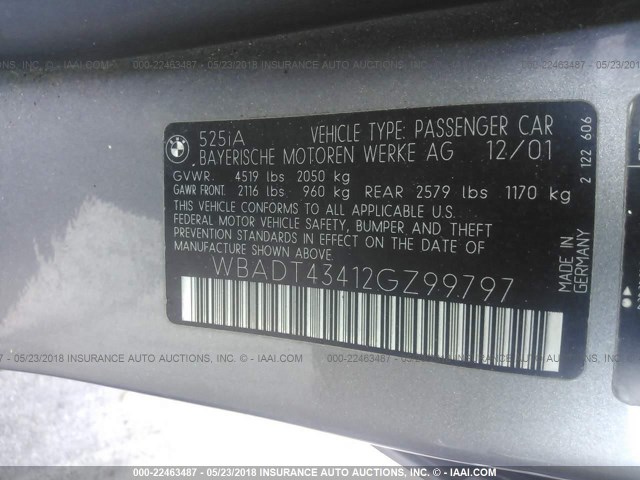 000-22463487 - 05/23/2018 - INSURANCE AUTO AUCTIONS, INC. © - IAAI.COM
BMW
525iA VEHICLE TYPE: PASSENGER CAR
BAYERISCHE MOTOREN WERKE AG 12/01
GVWR. 4519 lbs 2050 kg
GAWR FRONT. 2116 lbs 960 kg REAR 2579 lbs 1170 kg
THIS VEHICLE CONFORMS TO ALL APPLICABLE U.S.
FEDERAL MOTOR VEHICLE SAFETY, BUMPER AND THEFT
PREVENTION STANDARDS IN EFFECT ON THE DATE OF
MANUFACTURE SHOWN ABOVE
WBADT43412GZ99797
2 122 606
MADE IN
GERMANY
000-22463487 - 05/23/2018 - INSURANCE AUTO AUCTIONS, INC. © - IAAI.COM
000-22463487 - 05/23/2018 - INSURANCE AUTO AUCTIONS, INC. © - IAAI.COM